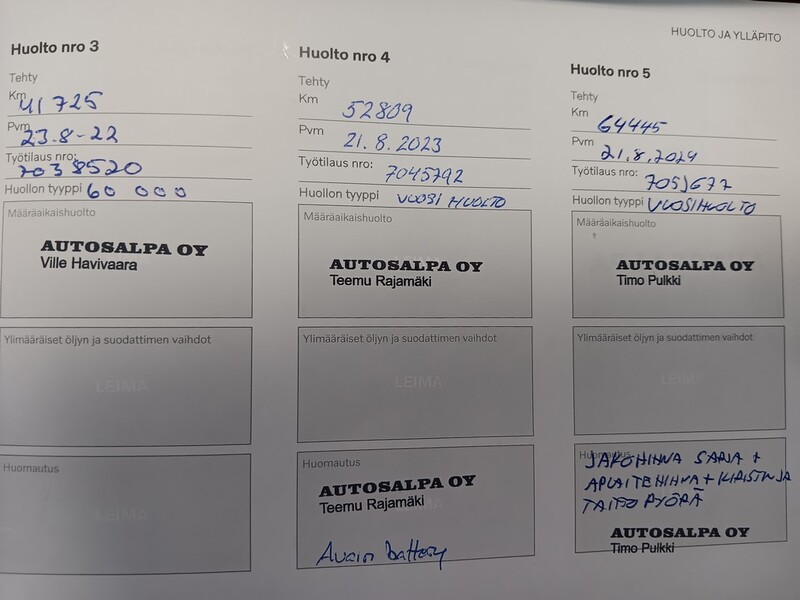 HUOLTO JA YLLÄPITO
Huolto nro 3
Tehty
Km 41 725
Pvm 23.8-22
Työtilaus nro: 7038520
Huollon tyyppi 60 000
Määräaikaishuolto
AUTOSALPA OY
Ville Havivaara
Ylimääräiset öljyn ja suodattimen vaihdot
LEIMA
Huomautus
LEIMA
Huolto nro 4
Tehty
Km 52809
Pvm 21.8.2023
Työtilaus nro: 7045792
Huollon tyyppi VUOSI HUOLTO
Määräaikaishuolto
AUTOSALPA OY
Teemu Rajamäki
Ylimääräiset öljyn ja suodattimen vaihdot
LEIMA
Huomautus
AUTOSALPA OY
Teemu Rajamäki
Avain battery
Huolto nro 5
Tehty
Km 64445
Pvm 21.8.2024
Työtilaus nro: 7051677
Huollon tyyppi VUOSIHUOLTO
Määräaikaishuolto
AUTOSALPA OY
Timo Pulkki
Ylimääräiset öljyn ja suodattimen vaihdot
LEIMA
Huomautus
JAKOHIHNA SARJA +
APULAITEHIHNA + KIRISTIN JA
TAITTO PYÖRÄ
AUTOSALPA OY
Timo Pulkki